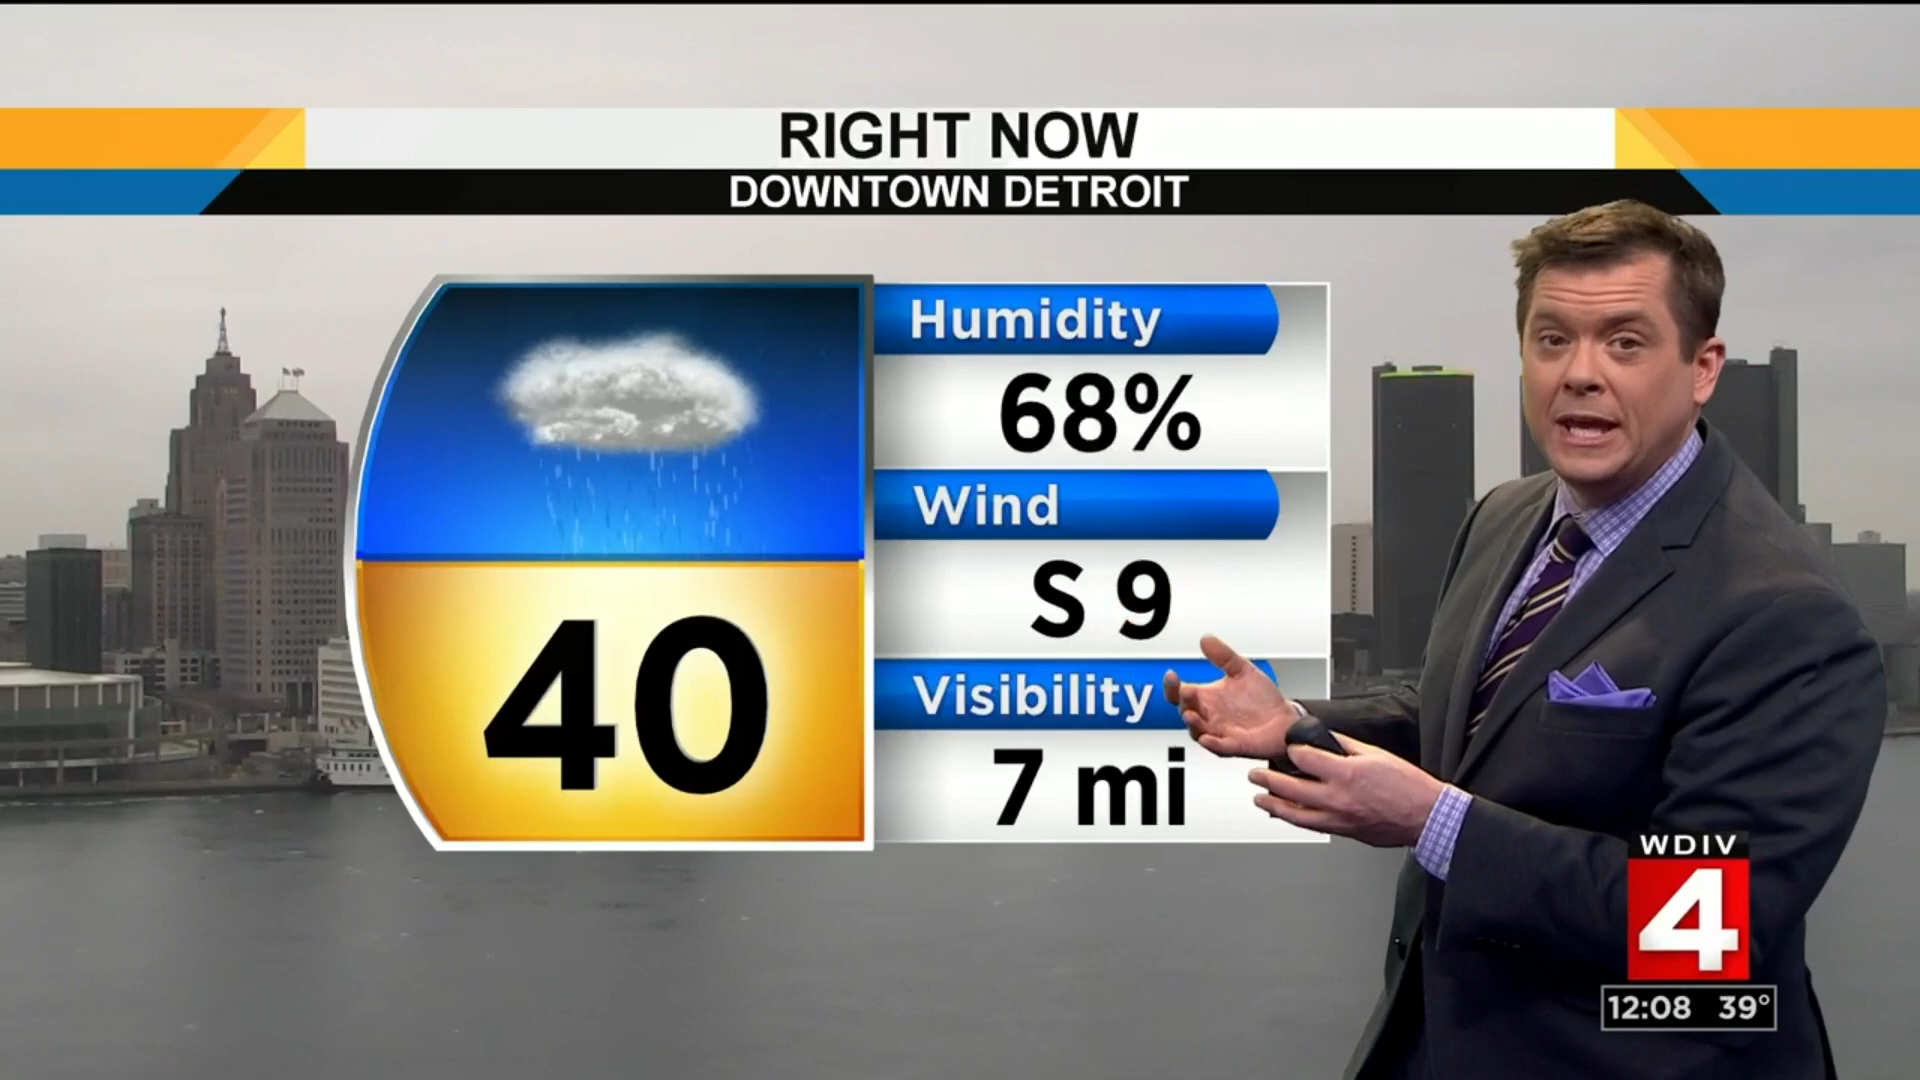 RIGHT NOW
DOWNTOWN DETROIT
Humidity
68%
Wind
S 9
Visibility
7 mi
40
WDIV
4
12:08 39°